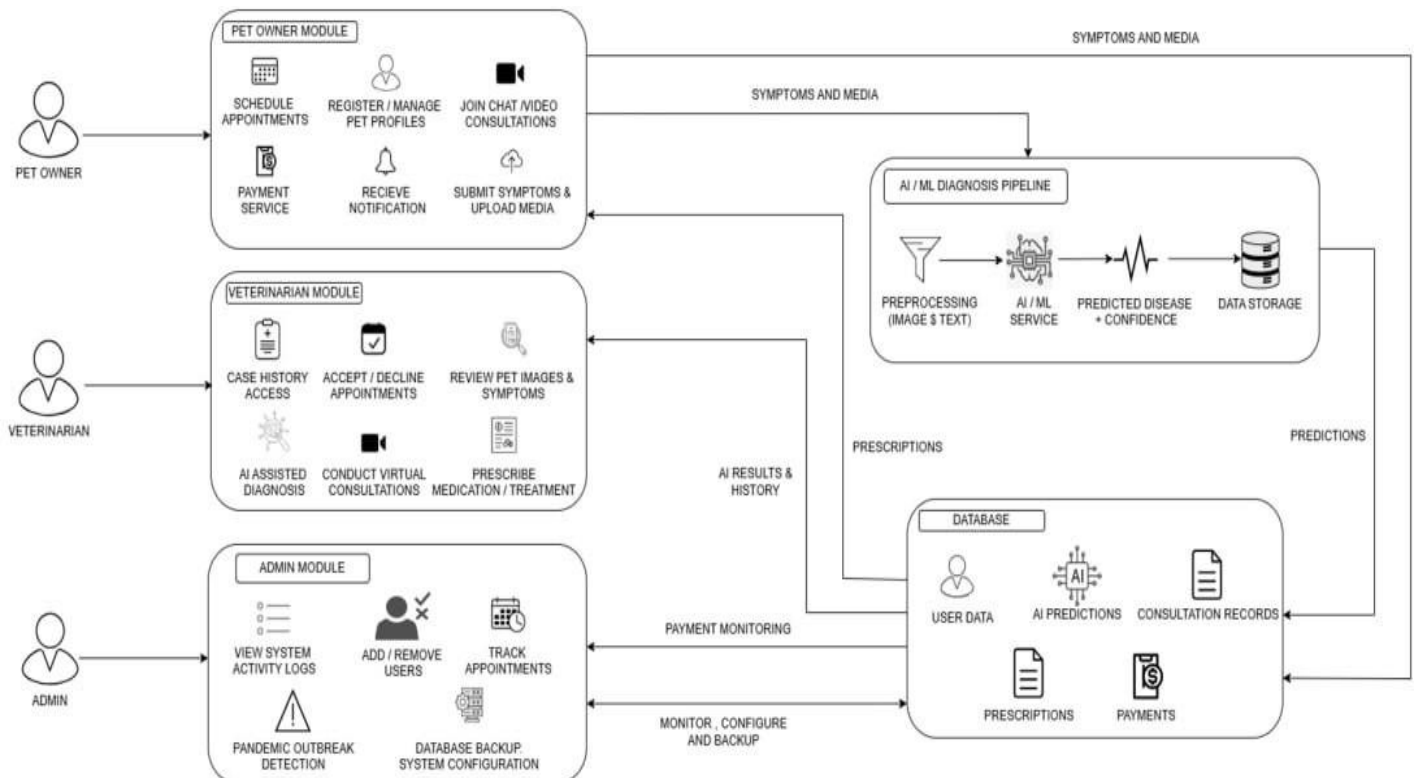 PET OWNER MODULE
SCHEDULE
APPOINTMENTS
REGISTER / MANAGE
PET PROFILES
JOIN CHAT /VIDEO
CONSULTATIONS
PAYMENT
SERVICE
RECIEVE
NOTIFICATION
SUBMIT SYMPTOMS &
UPLOAD MEDIA
PET OWNER
SYMPTOMS AND MEDIA
SYMPTOMS AND MEDIA
AI / ML DIAGNOSIS PIPELINE
PREPROCESSING
(IMAGE $ TEXT)
AI / ML
SERVICE
PREDICTED DISEASE
+ CONFIDENCE
DATA STORAGE
VETERINARIAN MODULE
CASE HISTORY
ACCESS
ACCEPT / DECLINE
APPOINTMENTS
REVIEW PET IMAGES &
SYMPTOMS
AI ASSISTED
DIAGNOSIS
CONDUCT VIRTUAL
CONSULTATIONS
PRESCRIBE
MEDICATION / TREATMENT
VETERINARIAN
PRESCRIPTIONS
PREDICTIONS
AI RESULTS &
HISTORY
DATABASE
USER DATA
AI
AI PREDICTIONS
CONSULTATION RECORDS
PRESCRIPTIONS
PAYMENTS
ADMIN MODULE
VIEW SYSTEM
ACTIVITY LOGS
ADD / REMOVE
USERS
TRACK
APPOINTMENTS
PANDEMIC OUTBREAK
DETECTION
DATABASE BACKUP.
SYSTEM CONFIGURATION
ADMIN
PAYMENT MONITORING
MONITOR , CONFIGURE
AND BACKUP